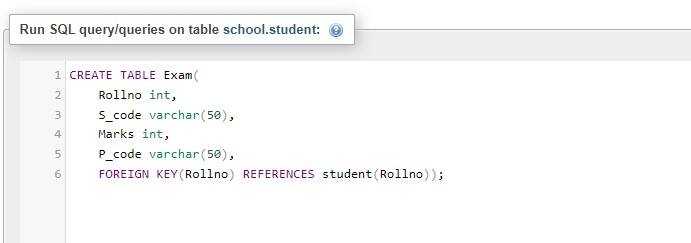 Run SQL query/queries on table school.student:
1 CREATE TABLE Exam(
2 Rollno int,
3 S_code varchar(50),
4 Marks int,
5 P_code varchar(50),
6 FOREIGN KEY(Rollno) REFERENCES student(Rollno));